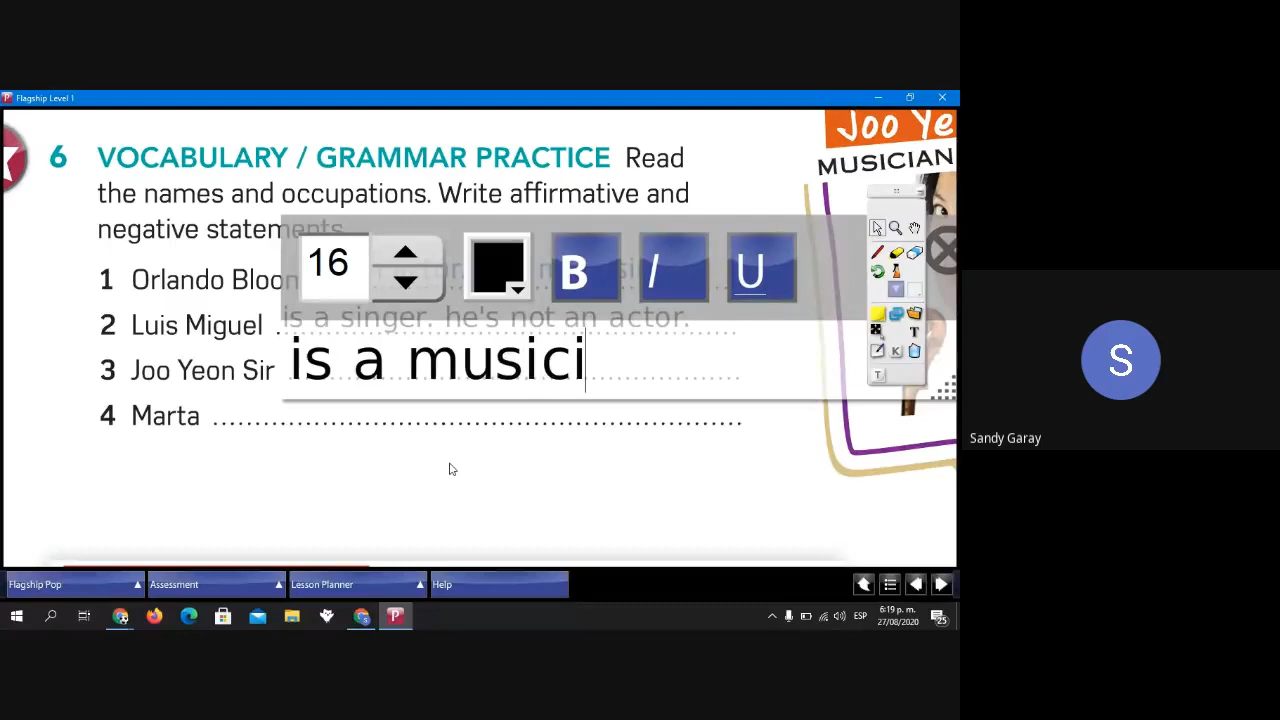 Flagship Level 1
Joo Ye
MUSICIAN
6 VOCABULARY / GRAMMAR PRACTICE Read
the names and occupations. Write affirmative and
negative statements.
16 B I U
1 Orlando Bloon
2 Luis Miguel is a singer. he's not an actor.
3 Joo Yeon Sir is a musici
4 Marta
T
K
T
Flagship Pop Assessment Lesson Planner Help
6:19 p. m.
ESP
27/08/2020
25
S
Sandy Garay